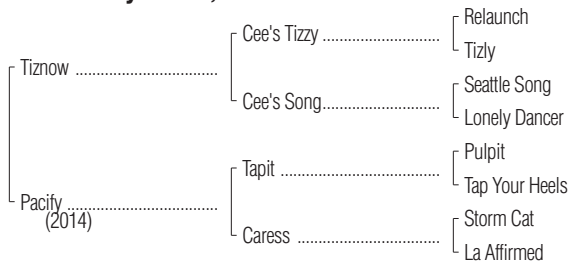 Relaunch
Cee's Tizzy ........................
Tizly
Tiznow .............................
Seattle Song
Cee's Song........................
Lonely Dancer
Pulpit
Tapit .................................
Tap Your Heels
Pacify ...............................
(2014)
Storm Cat
Caress .............................
La Affirmed